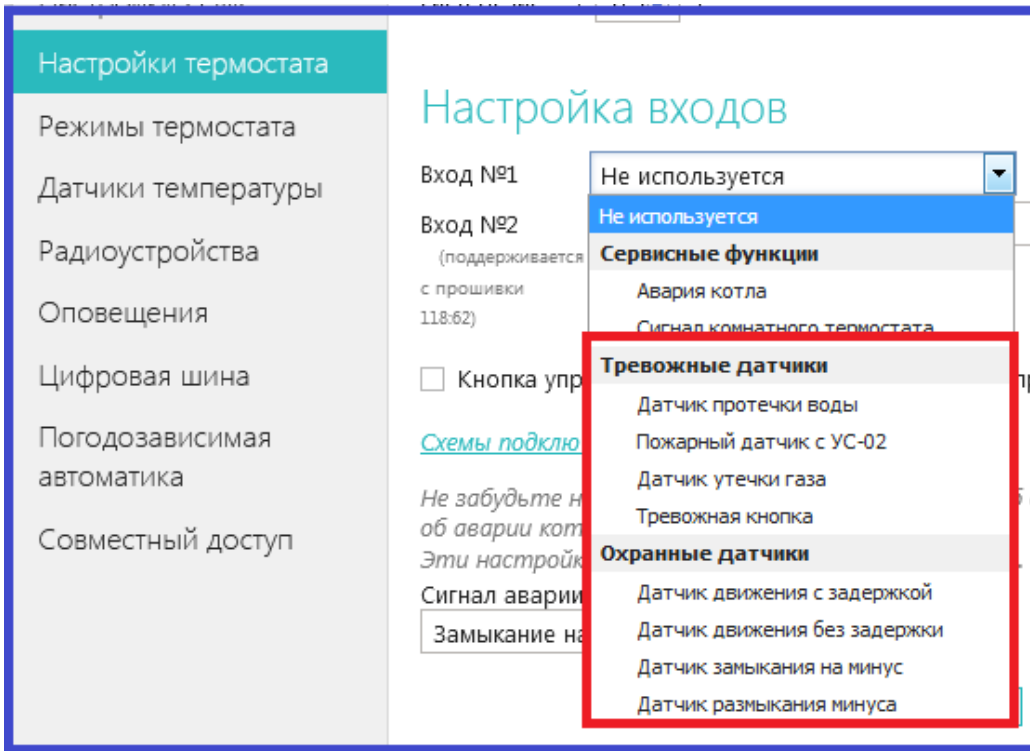 Настройки термостата
Режимы термостата
Датчики температуры
Радиоустройства
Оповещения
Цифровая шина
Погодозависимая
автоматика
Совместный доступ
Настройка входов
Вход №1
Не используется
Вход №2
(поддерживается
с прошивки
118:62)
Не используется
Сервисные функции
Авария котла
Сигнал комнатного термостата
Тревожные датчики
Датчик протечки воды
Пожарный датчик с УС-02
Датчик утечки газа
Тревожная кнопка
Охранные датчики
Датчик движения с задержкой
Датчик движения без задержки
Датчик замыкания на минус
Датчик размыкания минуса
Кнопка упр
Схемы подклю
Не забудьте н
об аварии кот
Эти настройк
Сигнал аварии
Замыкание на